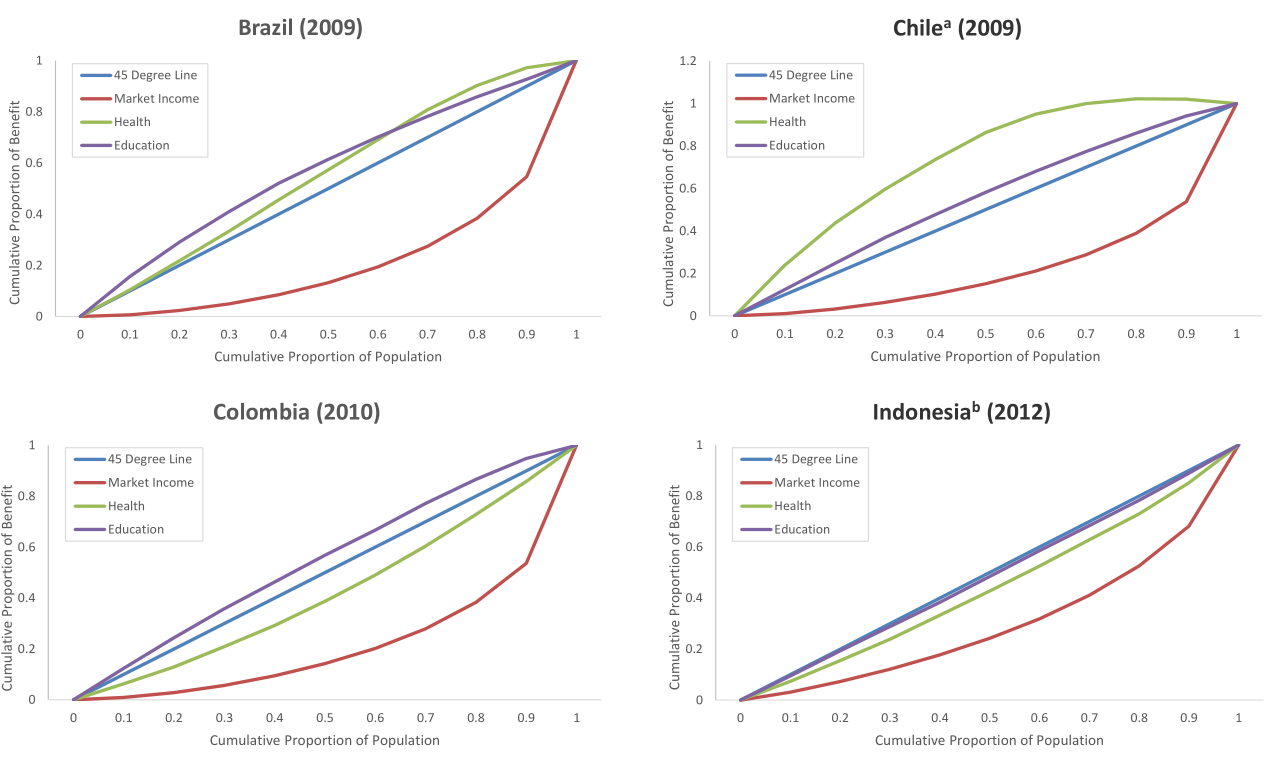 Brazil (2009)
Cumulative Proportion of Benefit
1
0.8
0.6
0.4
0.2
0
45 Degree Line
Market Income
Health
Education
0 0.1 0.2 0.3 0.4 0.5 0.6 0.7 0.8 0.9 1
Cumulative Proportion of Population
Chileᵃ (2009)
Cumulative Proportion of Benefit
1.2
1
0.8
0.6
0.4
0.2
0
45 Degree Line
Market Income
Health
Education
0 0.1 0.2 0.3 0.4 0.5 0.6 0.7 0.8 0.9 1
Cumulative Proportion of Population
Colombia (2010)
Cumulative Proportion of Benefit
1
0.8
0.6
0.4
0.2
0
45 Degree Line
Market Income
Health
Education
0 0.1 0.2 0.3 0.4 0.5 0.6 0.7 0.8 0.9 1
Cumulative Proportion of Population
Indonesiaᵇ (2012)
Cumulative Proportion of Benefit
1
0.8
0.6
0.4
0.2
0
45 Degree Line
Market Income
Health
Education
0 0.1 0.2 0.3 0.4 0.5 0.6 0.7 0.8 0.9 1
Cumulative Proportion of Population